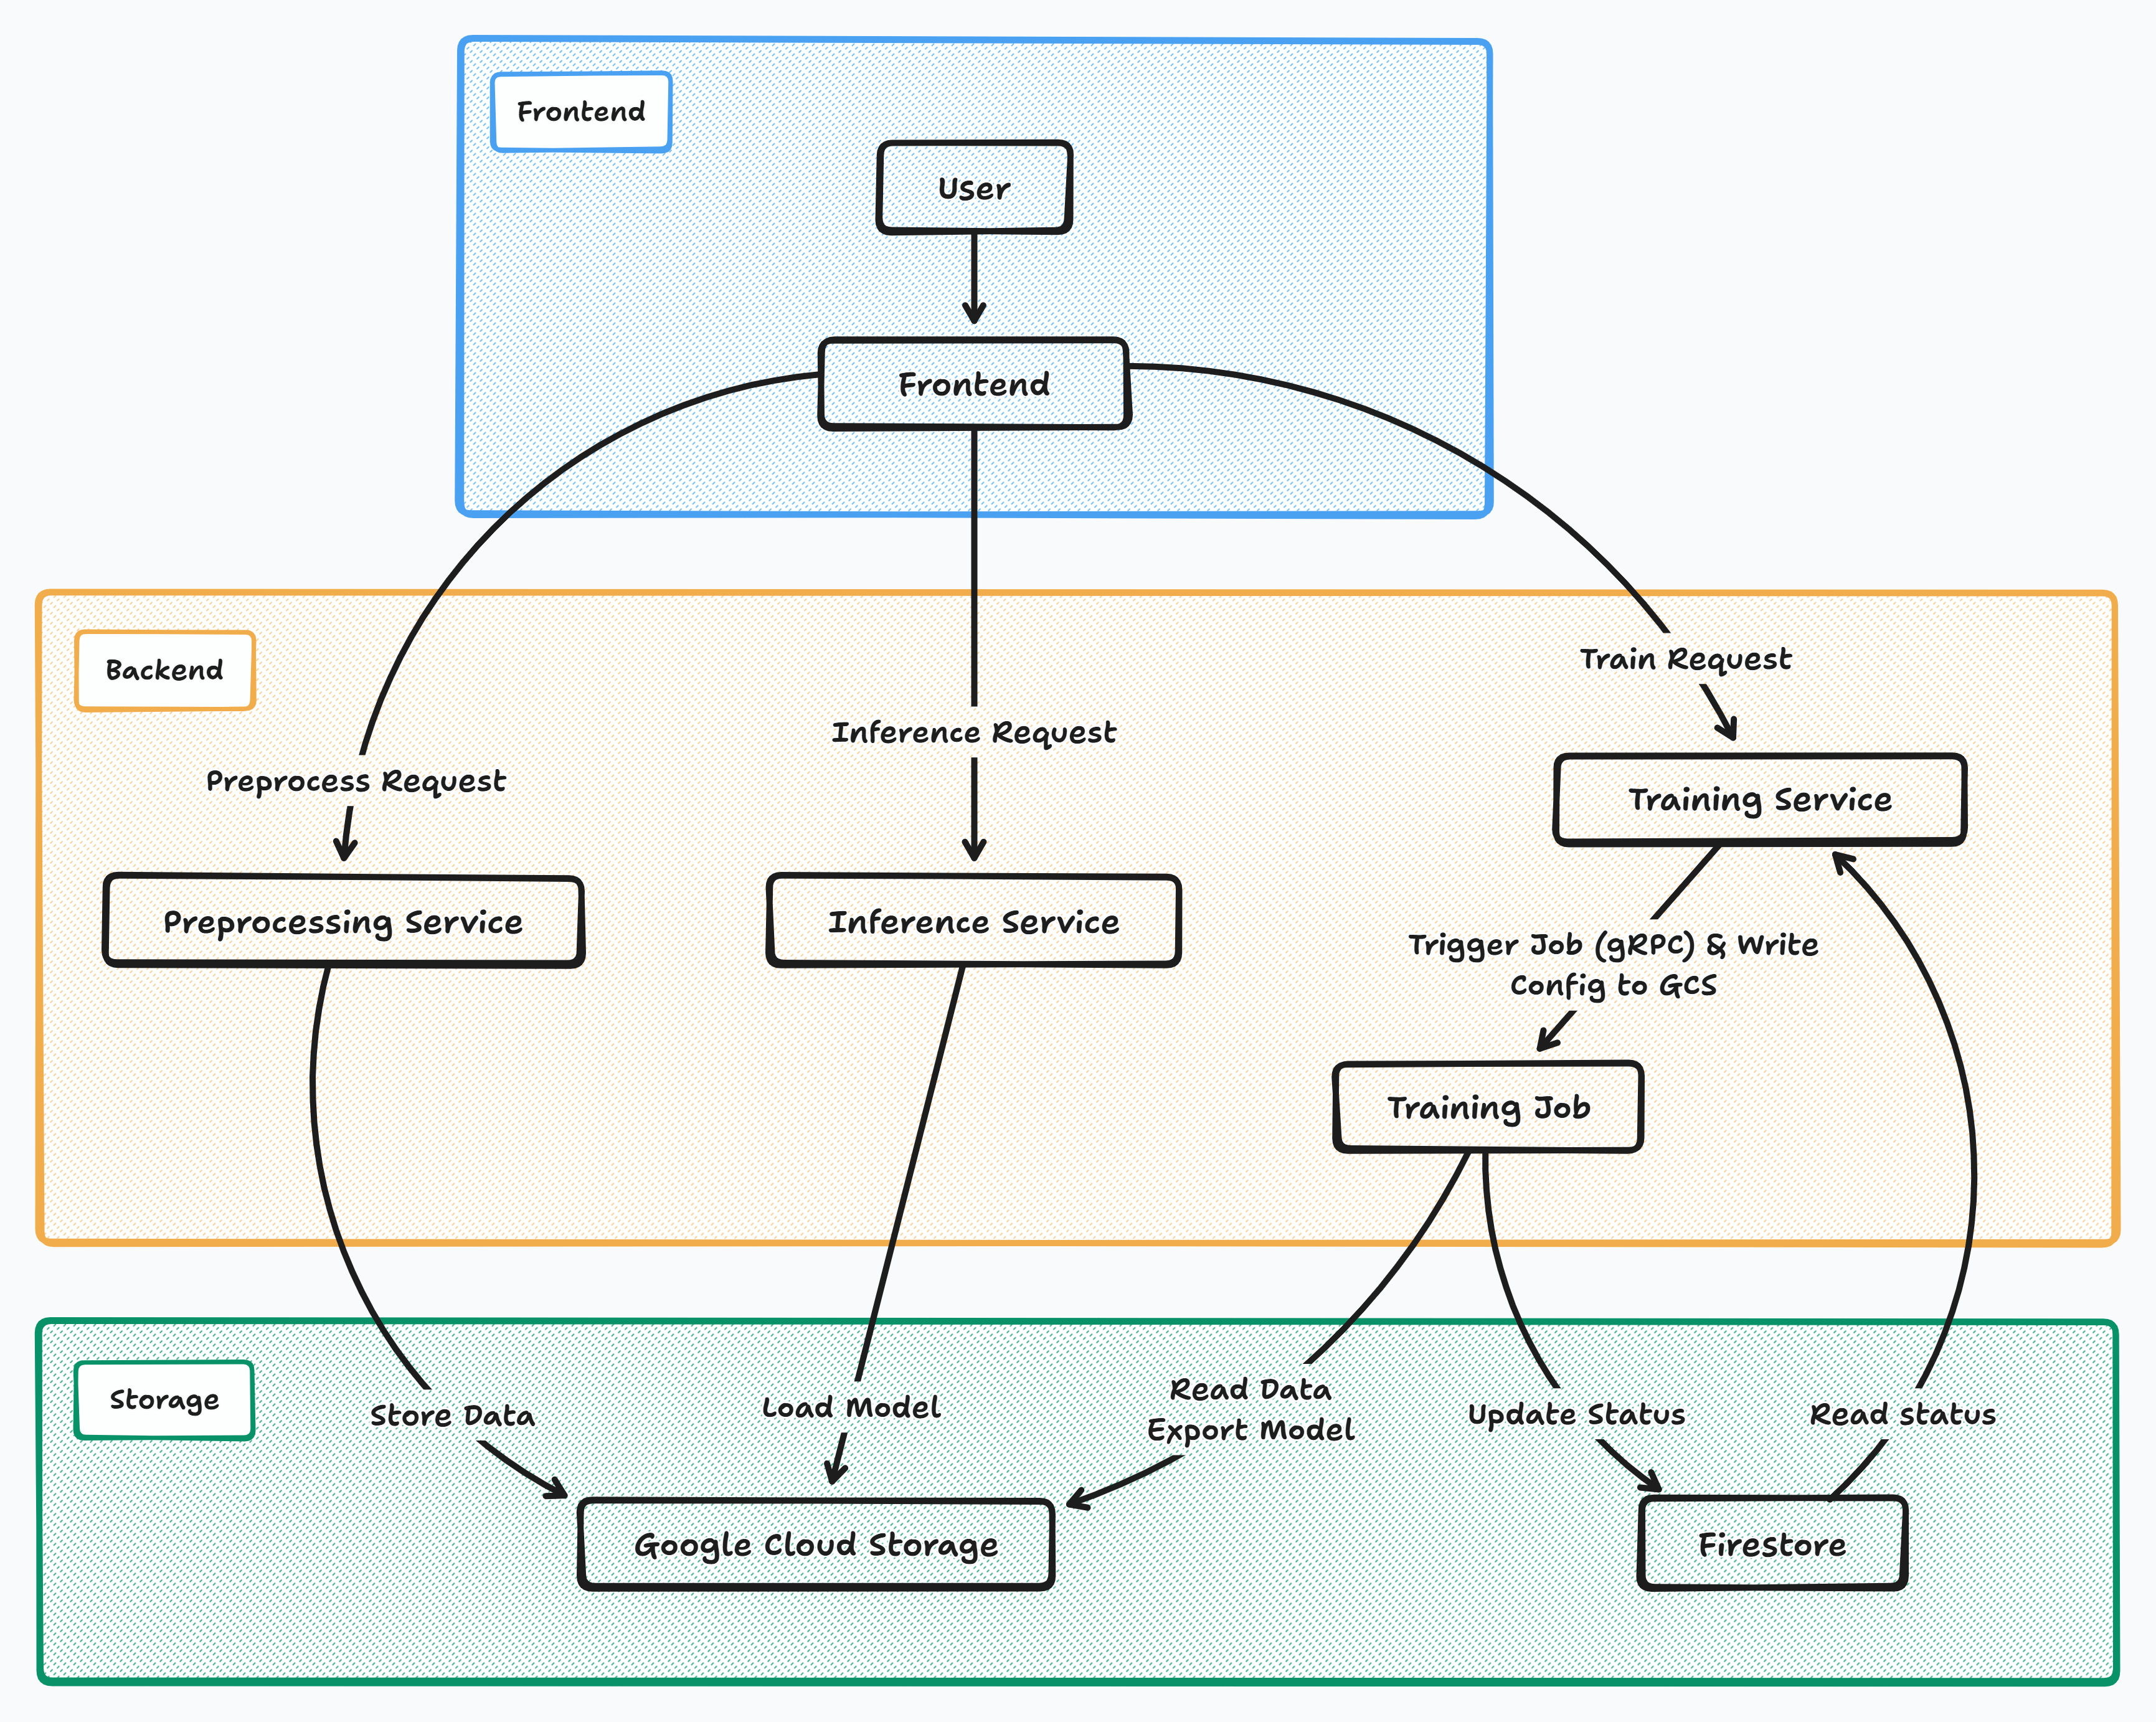 Frontend
User
Frontend
Backend
Train Request
Inference Request
Preprocess Request
Training Service
Preprocessing Service
Inference Service
Trigger Job (gRPC) & Write
Config to GCS
Training Job
Storage
Store Data
Load Model
Read Data
Export Model
Update Status
Read status
Google Cloud Storage
Firestore